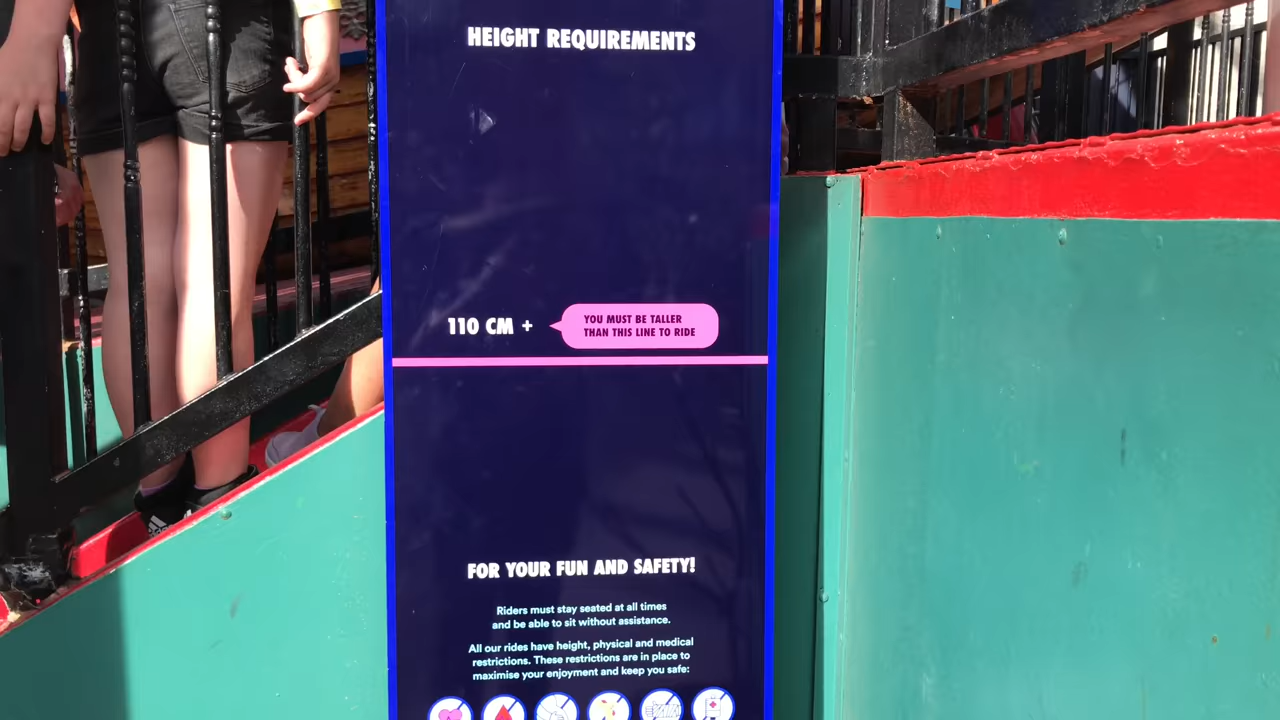 HEIGHT REQUIREMENTS
110 CM +
YOU MUST BE TALLER
THAN THIS LINE TO RIDE
FOR YOUR FUN AND SAFETY!
Riders must stay seated at all times
and be able to sit without assistance.
All our rides have height, physical and medical
restrictions. These restrictions are in place to
maximise your enjoyment and keep you safe: